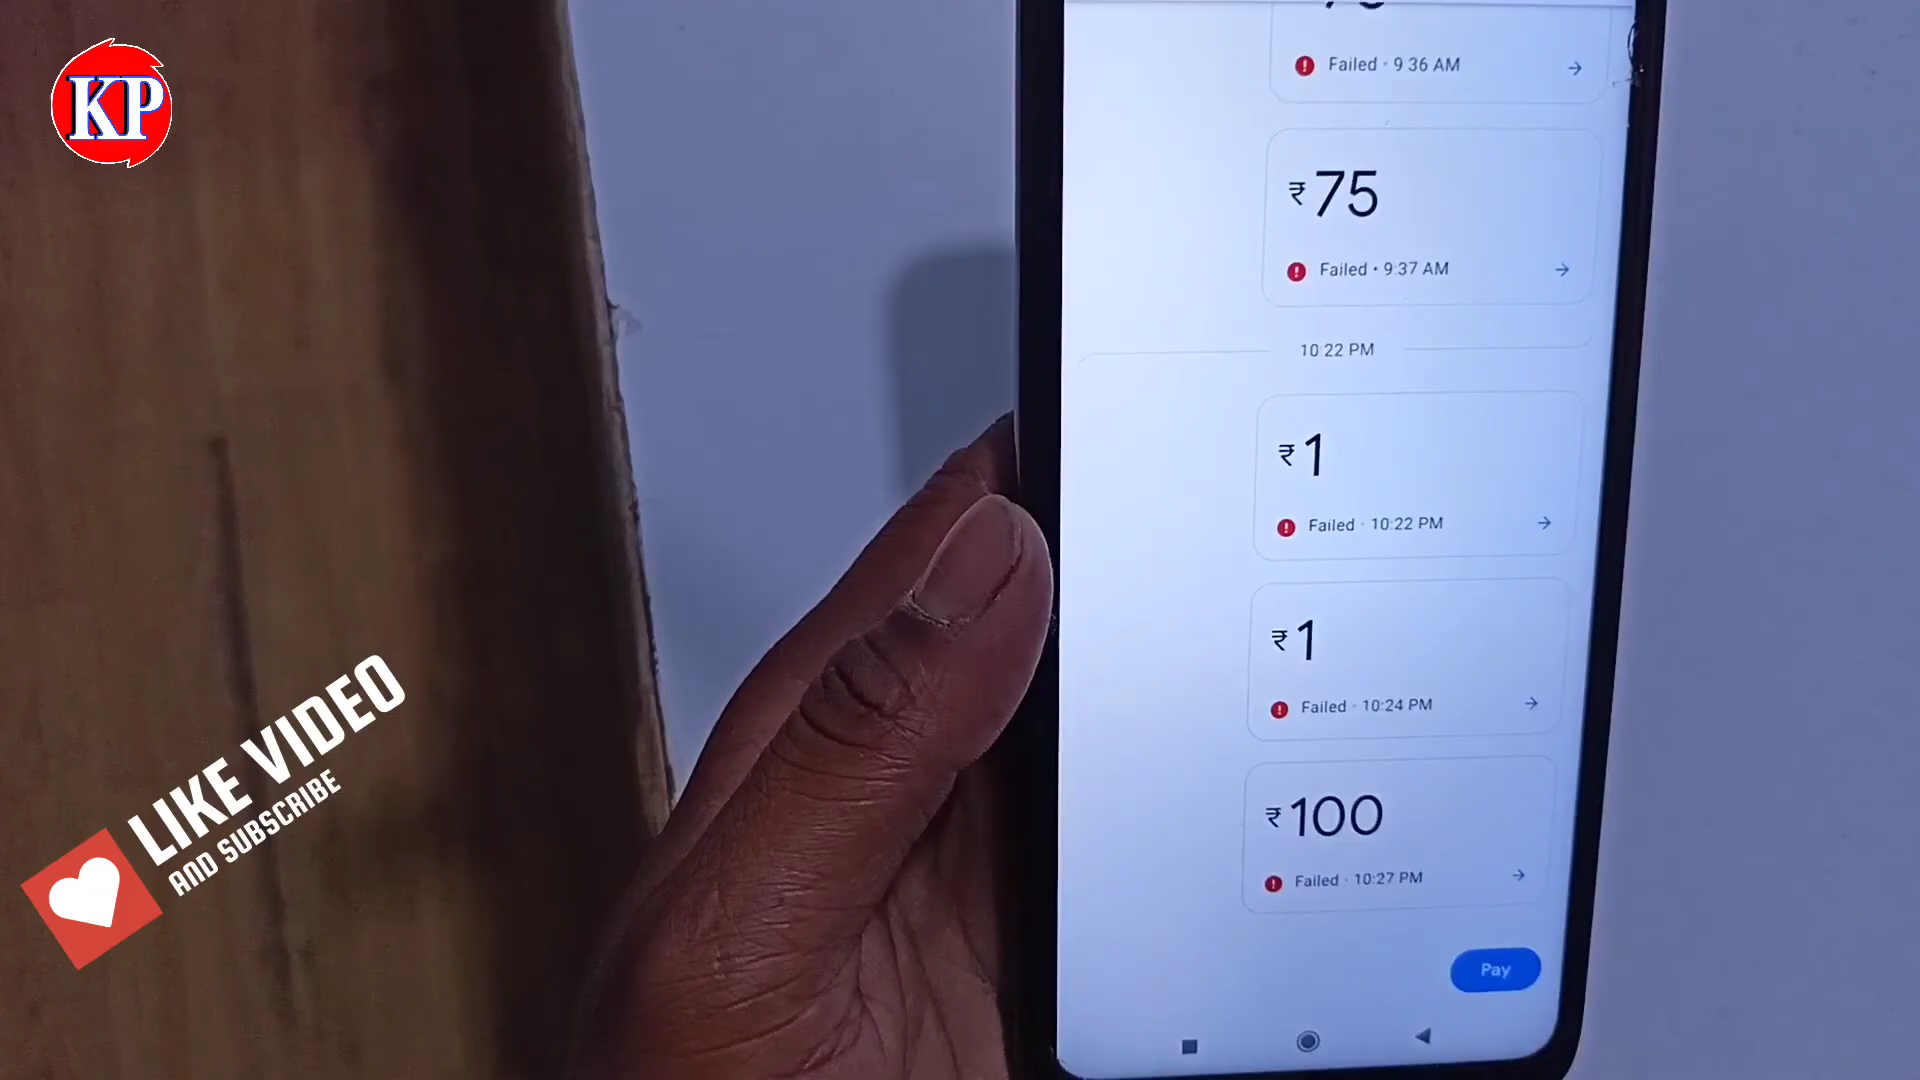 KP
Failed · 9 36 AM
₹75
Failed • 9:37 AM
10 22 PM
₹1
Failed · 10:22 PM
₹1
Failed · 10:24 PM
₹100
Failed · 10:27 PM
Pay
LIKE VIDEO
AND SUBSCRIBE